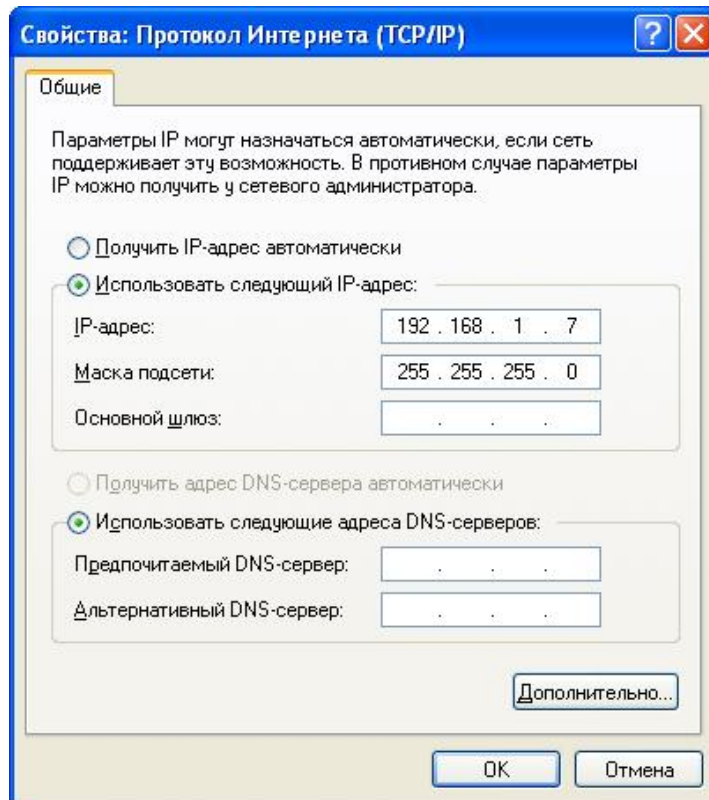 Свойства: Протокол Интернета (TCP/IP)
Общие
Параметры IP могут назначаться автоматически, если сеть
поддерживает эту возможность. В противном случае параметры
IP можно получить у сетевого администратора.
Получить IP-адрес автоматически
Использовать следующий IP-адрес:
IP-адрес: 192 . 168 . 1 . 7
Маска подсети: 255 . 255 . 255 . 0
Основной шлюз: . . .
Получить адрес DNS-сервера автоматически
Использовать следующие адреса DNS-серверов:
Предпочитаемый DNS-сервер: . . .
Альтернативный DNS-сервер: . . .
Дополнительно...
ОК Отмена